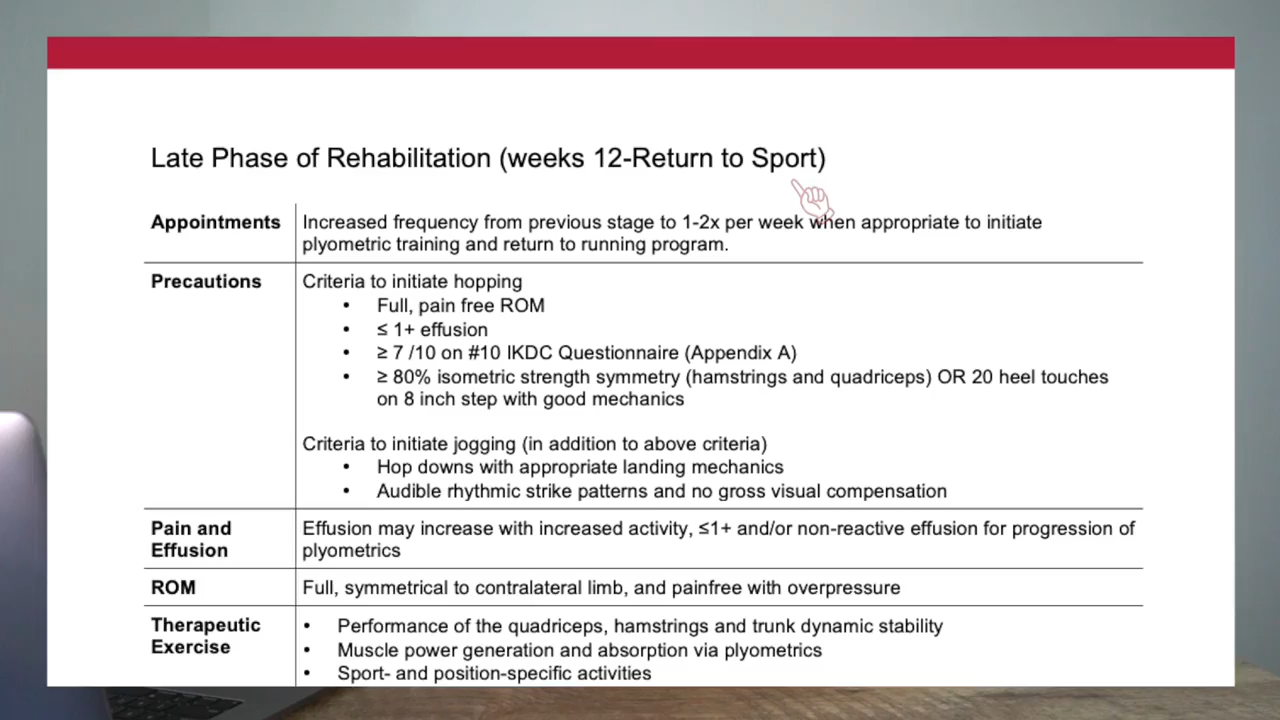 Late Phase of Rehabilitation (weeks 12-Return to Sport)
Appointments
Increased frequency from previous stage to 1-2x per week when appropriate to initiate
plyometric training and return to running program.
Precautions
Criteria to initiate hopping
• Full, pain free ROM
• ≤ 1+ effusion
• ≥ 7 /10 on #10 IKDC Questionnaire (Appendix A)
• ≥ 80% isometric strength symmetry (hamstrings and quadriceps) OR 20 heel touches
on 8 inch step with good mechanics
Criteria to initiate jogging (in addition to above criteria)
• Hop downs with appropriate landing mechanics
• Audible rhythmic strike patterns and no gross visual compensation
Pain and
Effusion
Effusion may increase with increased activity, ≤1+ and/or non-reactive effusion for progression of
plyometrics
ROM
Full, symmetrical to contralateral limb, and painfree with overpressure
Therapeutic
Exercise
• Performance of the quadriceps, hamstrings and trunk dynamic stability
• Muscle power generation and absorption via plyometrics
• Sport- and position-specific activities